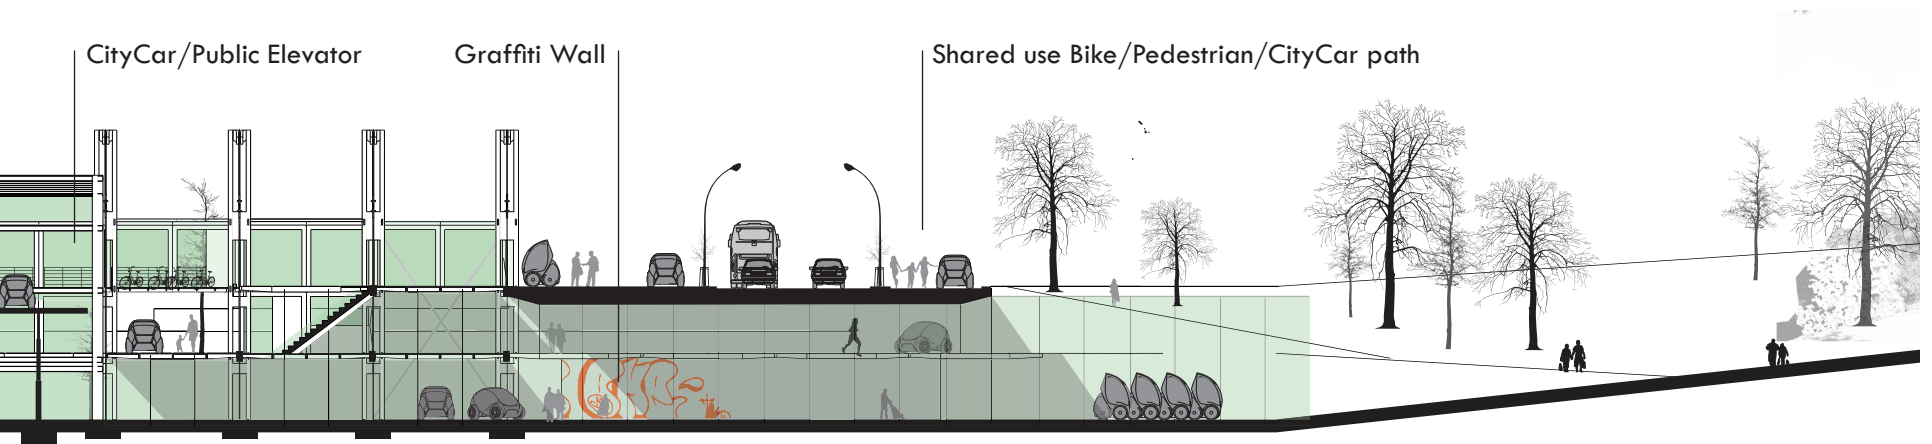 CityCar/Public Elevator
Graffiti Wall
Shared use Bike/Pedestrian/CityCar path